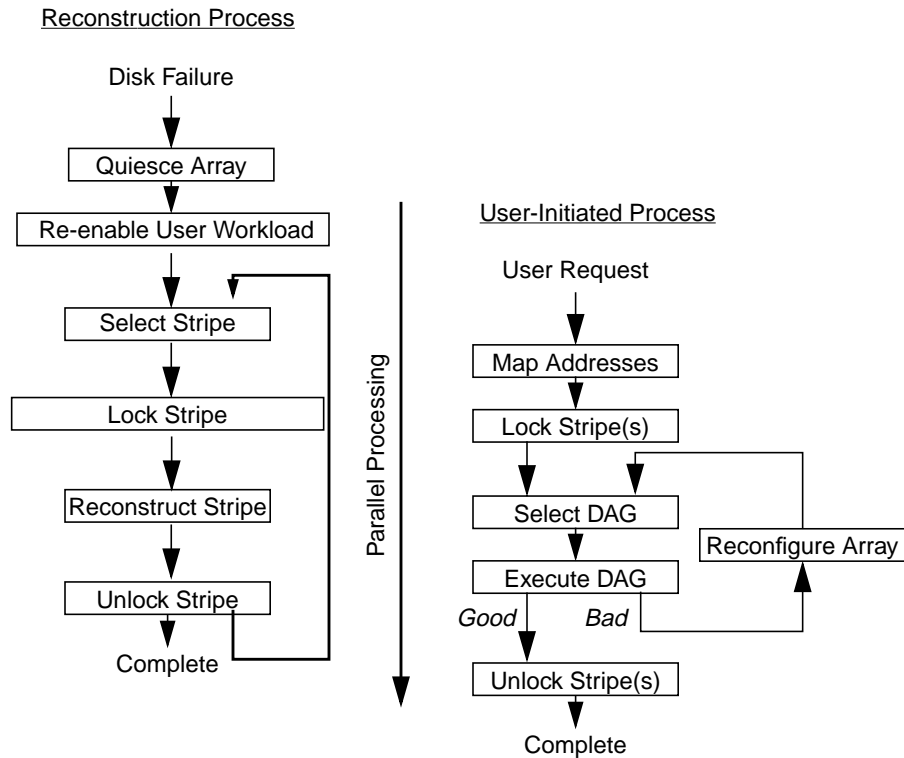 Reconstruction Process
Disk Failure
Quiesce Array
Re-enable User Workload
Select Stripe
Lock Stripe
Reconstruct Stripe
Unlock Stripe
Complete
Parallel Processing
User-Initiated Process
User Request
Map Addresses
Lock Stripe(s)
Select DAG
Reconfigure Array
Execute DAG
Good
Bad
Unlock Stripe(s)
Complete